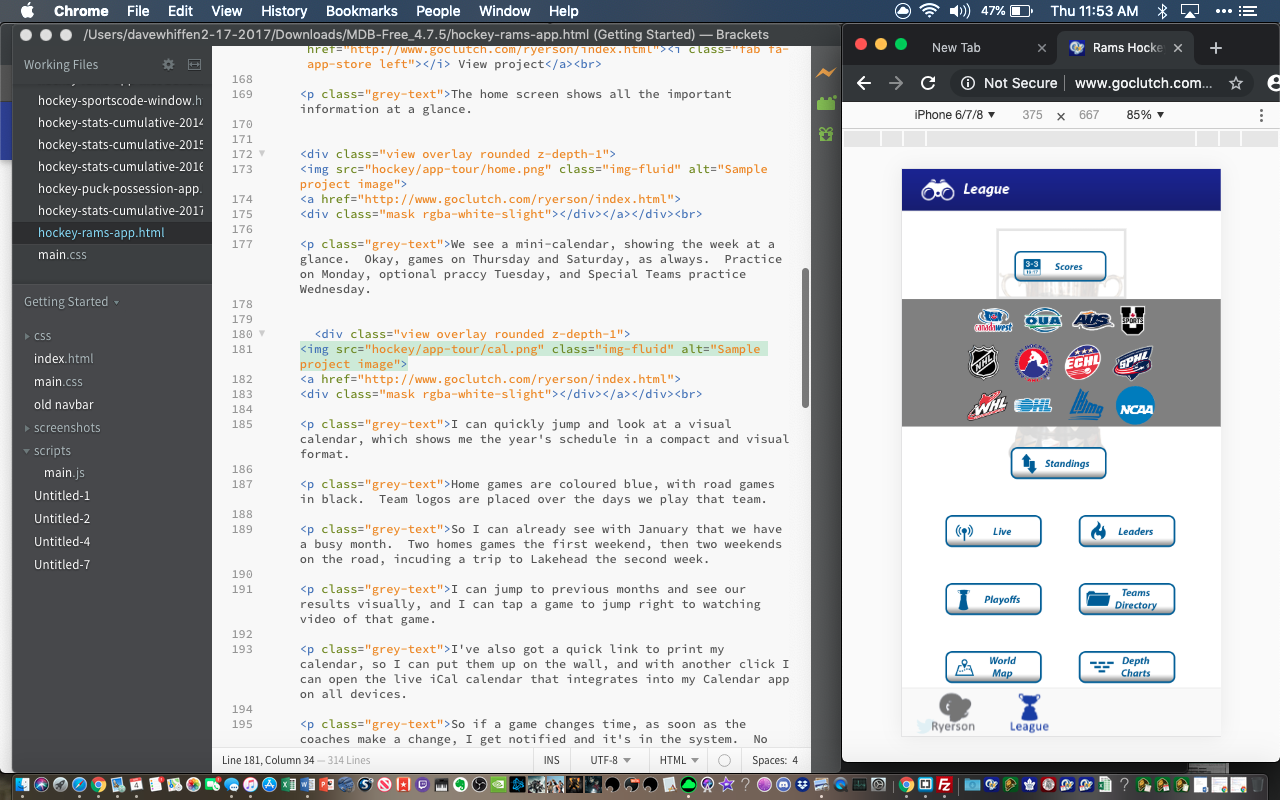 Chrome File Edit View History Bookmarks People Window Help 47% Thu 11:53 AM
/Users/davewhiffen2-17-2017/Downloads/MDB-Free_4.7.5/hockey-rams-app.html (Getting Started) — Brackets
Working Files
hockey-sportscode-window.h
hockey-stats-cumulative-2014
hockey-stats-cumulative-2015
hockey-stats-cumulative-2016
hockey-puck-possession-app.
hockey-stats-cumulative-2017
hockey-rams-app.html
main.css
Getting Started
css
index.html
main.css
old navbar
screenshots
scripts
main.js
Untitled-1
Untitled-2
Untitled-4
Untitled-7
href="http://www.goclutch.com/ryerson/index.html"><i class="fab fa-
app-store left"></i> View project</a><br>
168
169 <p class="grey-text">The home screen shows all the important
information at a glance.
170
171
172 <div class="view overlay rounded z-depth-1">
173 <img src="hockey/app-tour/home.png" class="img-fluid" alt="Sample
project image">
174 <a href="http://www.goclutch.com/ryerson/index.html">
175 <div class="mask rgba-white-slight"></div></a></div><br>
176
177 <p class="grey-text">We see a mini-calendar, showing the week at a
glance. Okay, games on Thursday and Saturday, as always. Practice
on Monday, optional praccy Tuesday, and Special Teams practice
Wednesday.
178
179
180 <div class="view overlay rounded z-depth-1">
181 <img src="hockey/app-tour/cal.png" class="img-fluid" alt="Sample
project image">
182 <a href="http://www.goclutch.com/ryerson/index.html">
183 <div class="mask rgba-white-slight"></div></a></div><br>
184
185 <p class="grey-text">I can quickly jump and look at a visual
calendar, which shows me the year's schedule in a compact and visual
format.
186
187 <p class="grey-text">Home games are coloured blue, with road games
in black. Team logos are placed over the days we play that team.
188
189 <p class="grey-text">So I can already see with January that we have
a busy month. Two homes games the first weekend, then two weekends
on the road, incuding a trip to Lakehead the second week.
190
191 <p class="grey-text">I can jump to previous months and see our
results visually, and I can tap a game to jump right to watching
video of that game.
192
193 <p class="grey-text">I've also got a quick link to print my
calendar, so I can put them up on the wall, and with another click I
can open the live iCal calendar that integrates into my Calendar app
on all devices.
194
195 <p class="grey-text">So if a game changes time, as soon as the
coaches make a change, I get notified and it's in the system. No
Line 181, Column 34 — 314 Lines INS UTF-8 HTML Spaces: 4
New Tab Rams Hocke
Not Secure www.goclutch.com...
iPhone 6/7/8 375 667 85%
League
3-3
Scores
canadawest OUA AUS U SPORTS
NHL ECHL SPHL
WHL OHL lhjmq NCAA
Standings
Live Leaders
Playoffs Teams
Directory
World
Map
Depth
Charts
Ryerson League